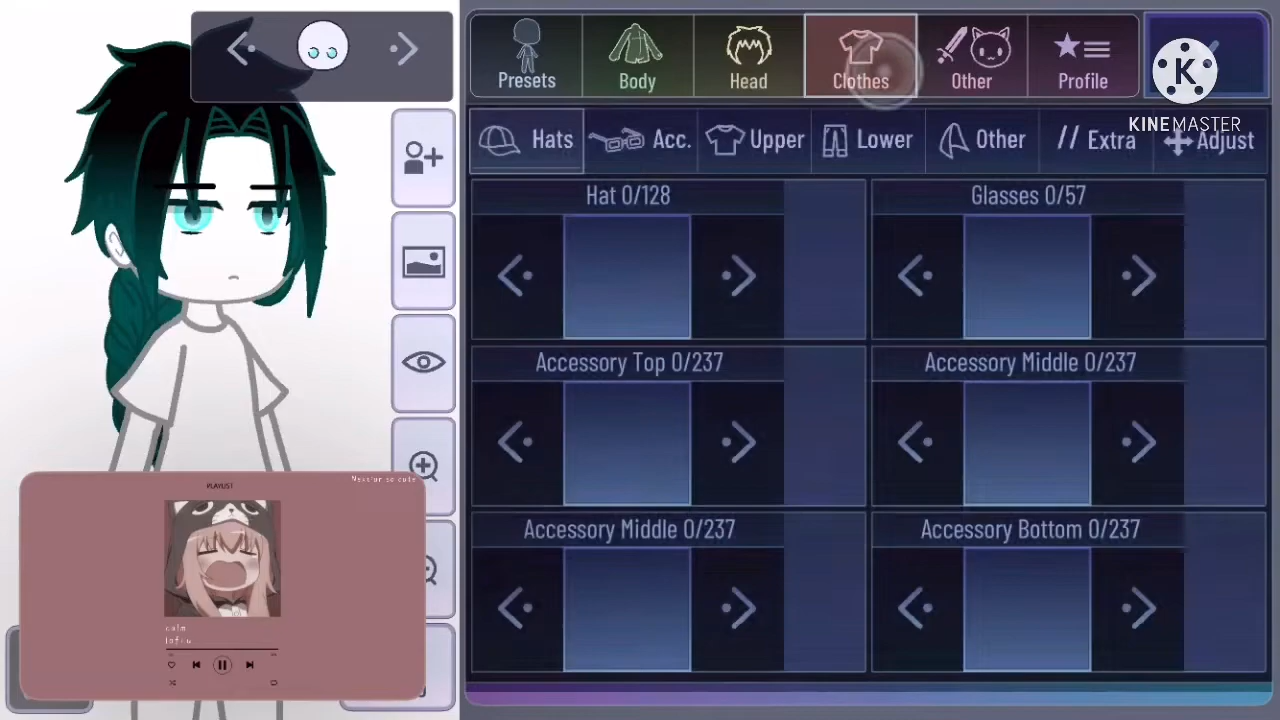 Presets
Body
Head
Clothes
Other
Profile
K
KINEMASTER
Hats
Acc.
Upper
Lower
Other
Extra
Adjust
Hat 0/128
Glasses 0/57
Accessory Top 0/237
Accessory Middle 0/237
Accessory Middle 0/237
Accessory Bottom 0/237
PLAYLIST
calm